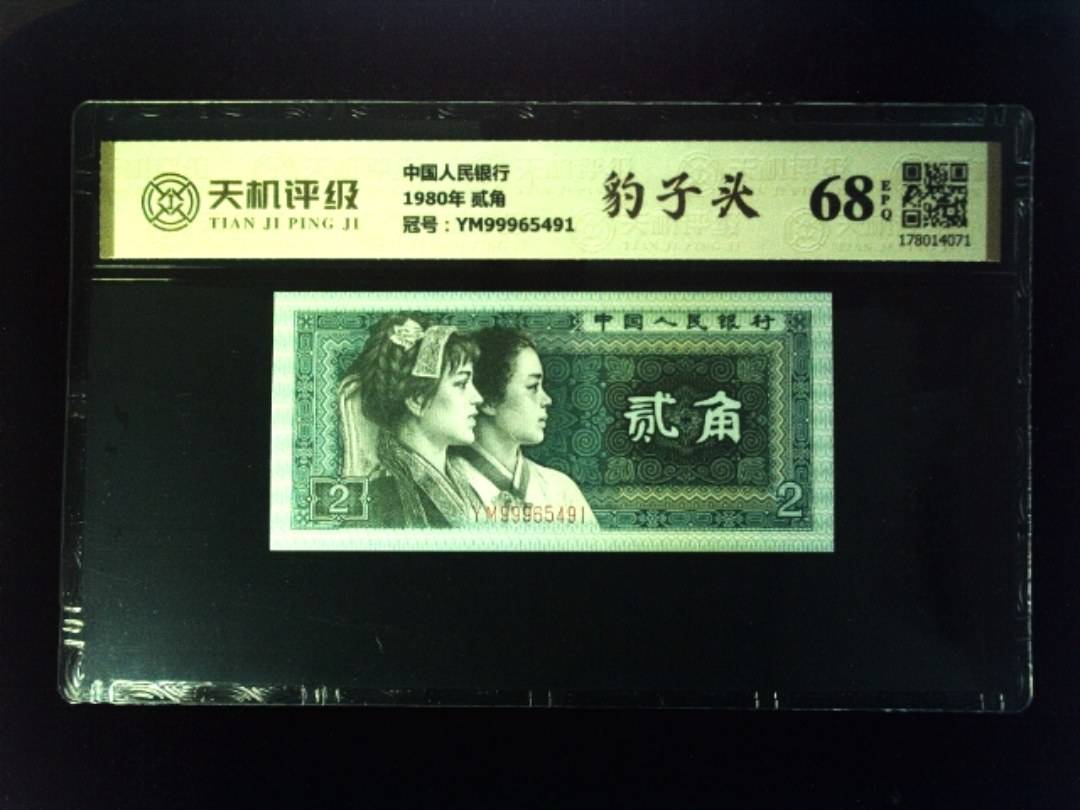 天机评级
TIAN JI PING JI
中国人民银行
1980年 贰角
冠号：YM99965491
豹子头
68
EPQ
178014071
中国人民银行
贰角
2
2
YM99965491